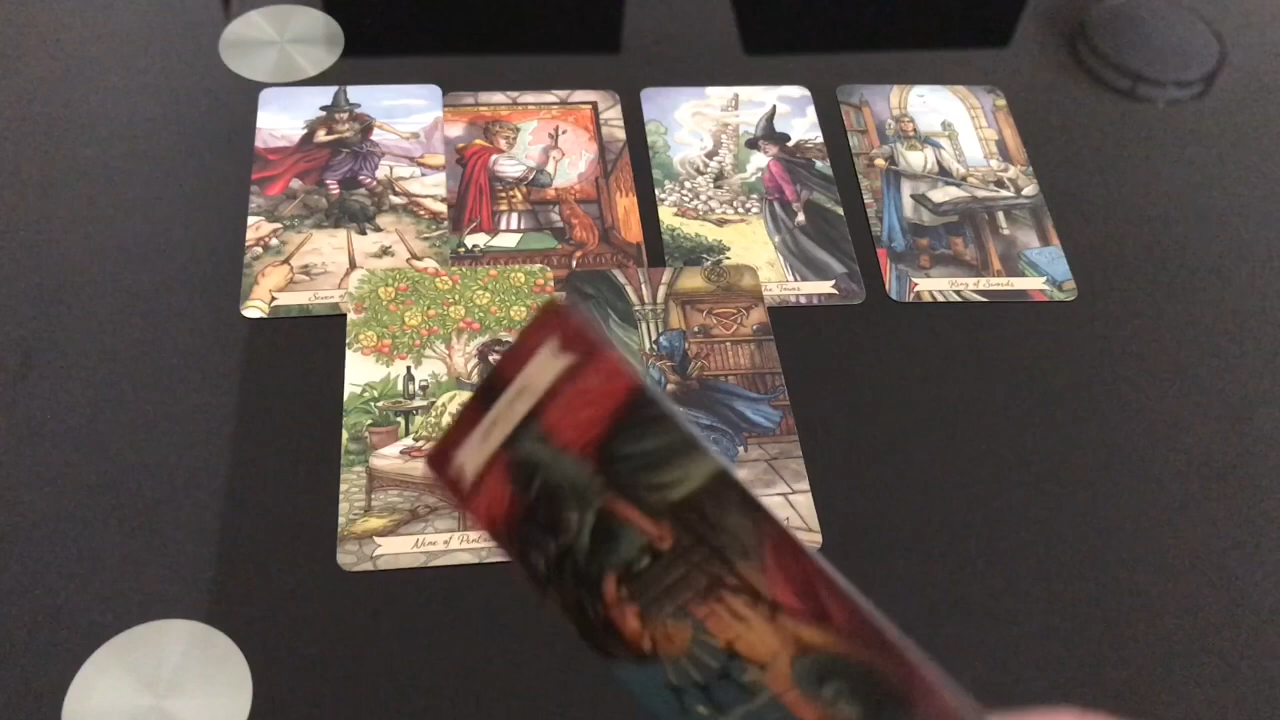 Seven of
The Tower
King of Swords
Nine of Pent